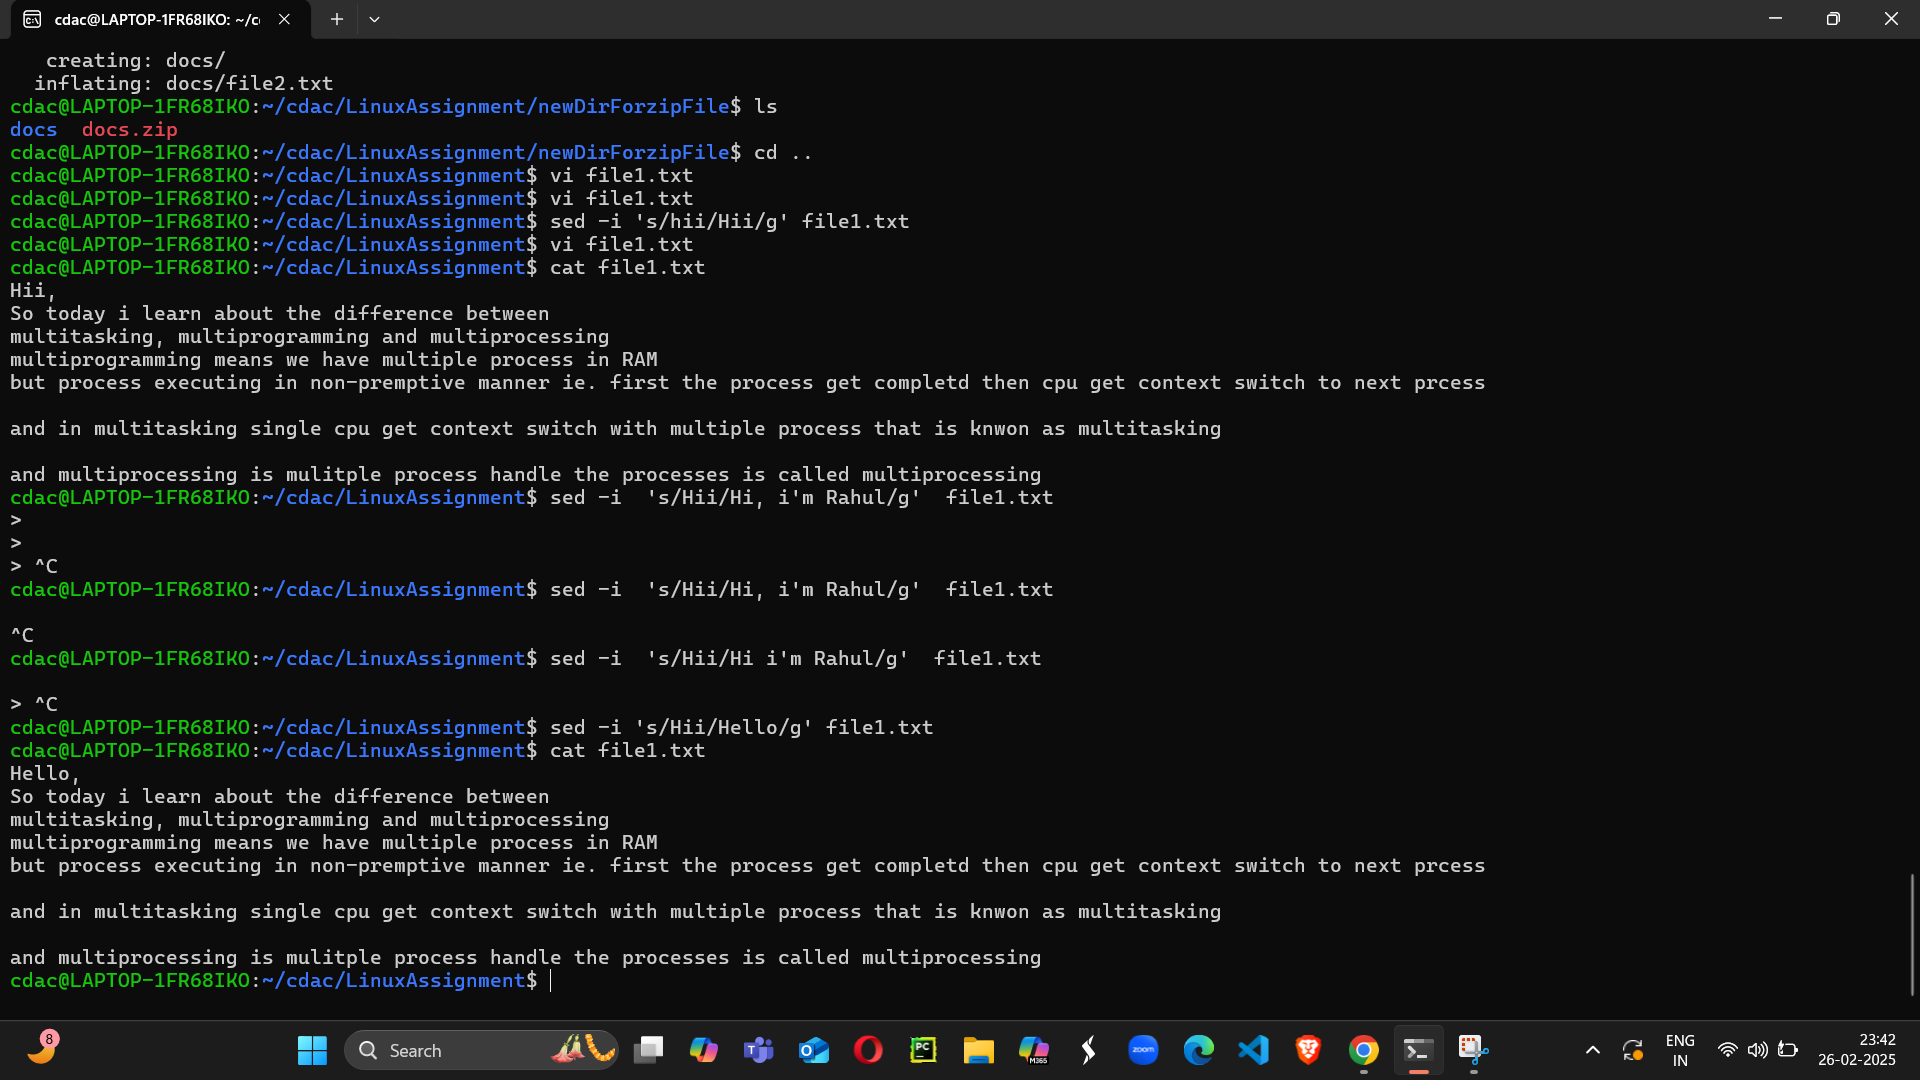 cdac@LAPTOP-1FR68IKO: ~/c
   creating: docs/
  inflating: docs/file2.txt
cdac@LAPTOP-1FR68IKO:~/cdac/LinuxAssignment/newDirForzipFile$ ls
docs  docs.zip
cdac@LAPTOP-1FR68IKO:~/cdac/LinuxAssignment/newDirForzipFile$ cd ..
cdac@LAPTOP-1FR68IKO:~/cdac/LinuxAssignment$ vi file1.txt
cdac@LAPTOP-1FR68IKO:~/cdac/LinuxAssignment$ vi file1.txt
cdac@LAPTOP-1FR68IKO:~/cdac/LinuxAssignment$ sed -i 's/hii/Hii/g' file1.txt
cdac@LAPTOP-1FR68IKO:~/cdac/LinuxAssignment$ vi file1.txt
cdac@LAPTOP-1FR68IKO:~/cdac/LinuxAssignment$ cat file1.txt
Hii,
So today i learn about the difference between
multitasking, multiprogramming and multiprocessing
multiprogramming means we have multiple process in RAM
but process executing in non-premptive manner ie. first the process get completd then cpu get context switch to next prcess

and in multitasking single cpu get context switch with multiple process that is knwon as multitasking

and multiprocessing is mulitple process handle the processes is called multiprocessing
cdac@LAPTOP-1FR68IKO:~/cdac/LinuxAssignment$ sed -i  's/Hii/Hi, i'm Rahul/g'  file1.txt
>
>
> ^C
cdac@LAPTOP-1FR68IKO:~/cdac/LinuxAssignment$ sed -i  's/Hii/Hi, i'm Rahul/g'  file1.txt

^C
cdac@LAPTOP-1FR68IKO:~/cdac/LinuxAssignment$ sed -i  's/Hii/Hi i'm Rahul/g'  file1.txt

> ^C
cdac@LAPTOP-1FR68IKO:~/cdac/LinuxAssignment$ sed -i 's/Hii/Hello/g' file1.txt
cdac@LAPTOP-1FR68IKO:~/cdac/LinuxAssignment$ cat file1.txt
Hello,
So today i learn about the difference between
multitasking, multiprogramming and multiprocessing
multiprogramming means we have multiple process in RAM
but process executing in non-premptive manner ie. first the process get completd then cpu get context switch to next prcess

and in multitasking single cpu get context switch with multiple process that is knwon as multitasking

and multiprocessing is mulitple process handle the processes is called multiprocessing
cdac@LAPTOP-1FR68IKO:~/cdac/LinuxAssignment$
8
Search
PC
M365
zoom
ENG
IN
23:42
26-02-2025